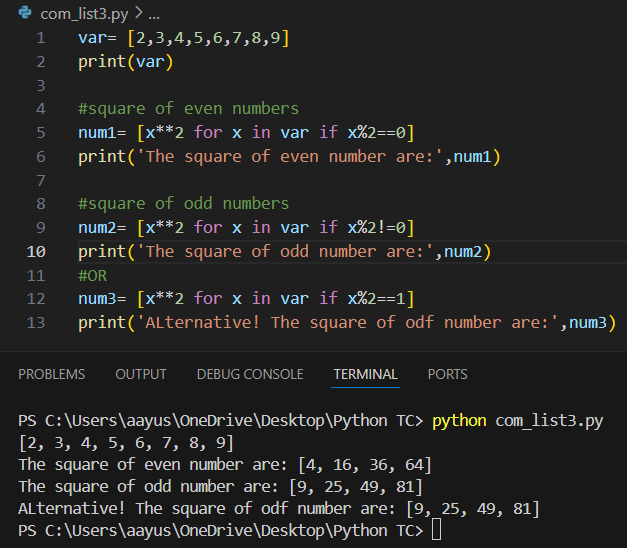 com_list3.py > ...
1 var= [2,3,4,5,6,7,8,9]
2 print(var)
3
4 #square of even numbers
5 num1= [x**2 for x in var if x%2==0]
6 print('The square of even number are:',num1)
7
8 #square of odd numbers
9 num2= [x**2 for x in var if x%2!=0]
10 print('The square of odd number are:',num2)
11 #OR
12 num3= [x**2 for x in var if x%2==1]
13 print('ALternative! The square of odf number are:',num3)
PROBLEMS OUTPUT DEBUG CONSOLE TERMINAL PORTS
PS C:\Users\aayus\OneDrive\Desktop\Python TC> python com_list3.py
[2, 3, 4, 5, 6, 7, 8, 9]
The square of even number are: [4, 16, 36, 64]
The square of odd number are: [9, 25, 49, 81]
ALternative! The square of odf number are: [9, 25, 49, 81]
PS C:\Users\aayus\OneDrive\Desktop\Python TC>